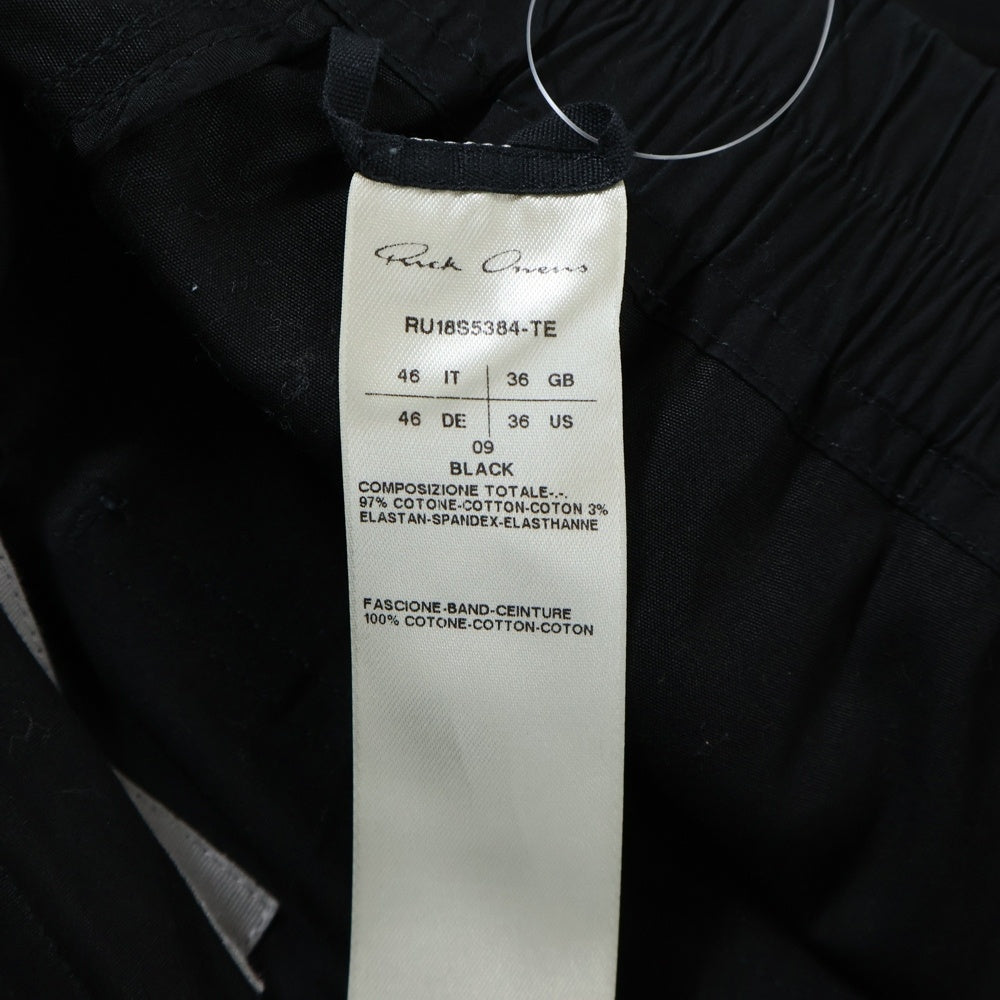 Rick Owens
RU18S5384-TE
46 IT 36 GB
46 DE 36 US
09
BLACK
COMPOSIZIONE TOTALE-.-.
97% COTONE-COTTON-COTON 3%
ELASTAN-SPANDEX-ELASTHANNE
FASCIONE-BAND-CEINTURE
100% COTONE-COTTON-COTON